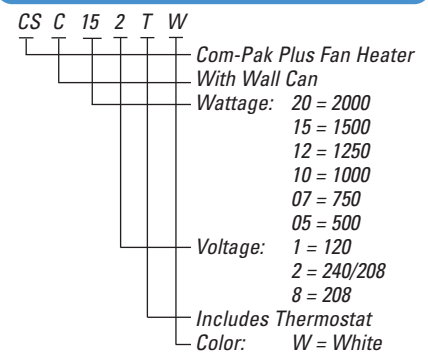 CS C 15 2 T W
Com-Pak Plus Fan Heater
With Wall Can
Wattage: 20 = 2000
15 = 1500
12 = 1250
10 = 1000
07 = 750
05 = 500
Voltage: 1 = 120
2 = 240/208
8 = 208
Includes Thermostat
Color: W = White